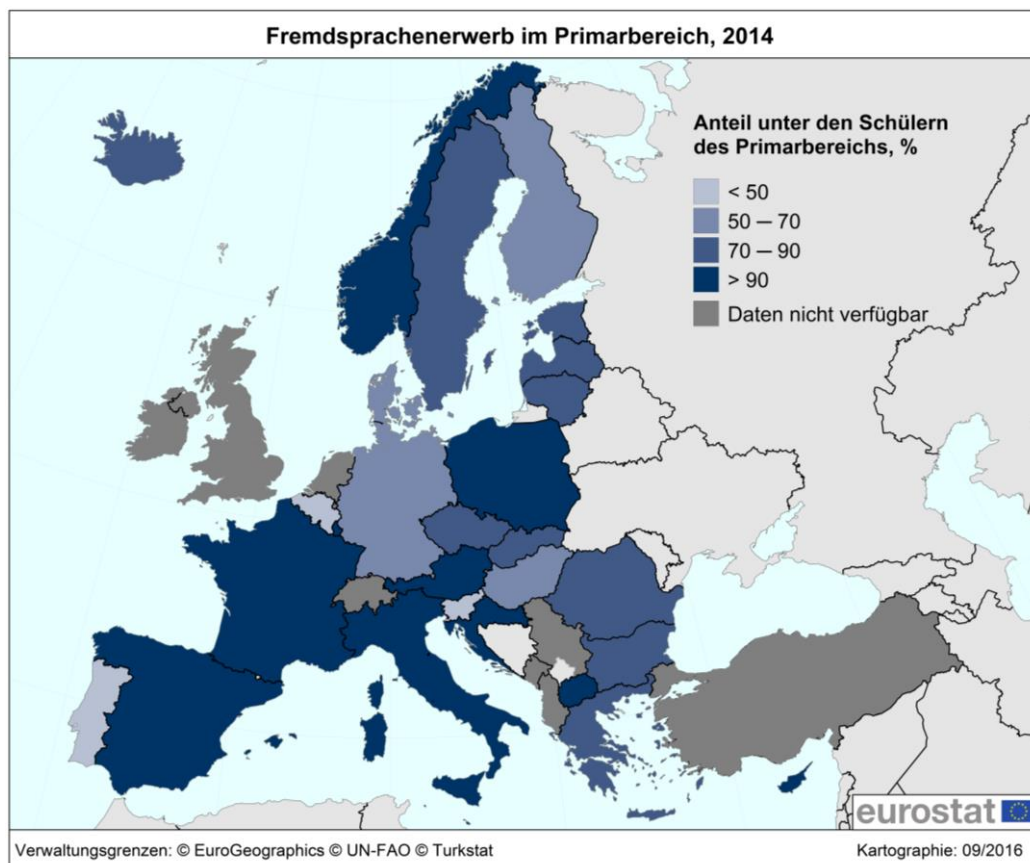 Fremdsprachenerwerb im Primarbereich, 2014
Anteil unter den Schülern
des Primarbereichs, %
< 50
50 — 70
70 — 90
> 90
Daten nicht verfügbar
eurostat
Verwaltungsgrenzen: © EuroGeographics © UN-FAO © Turkstat
Kartographie: 09/2016